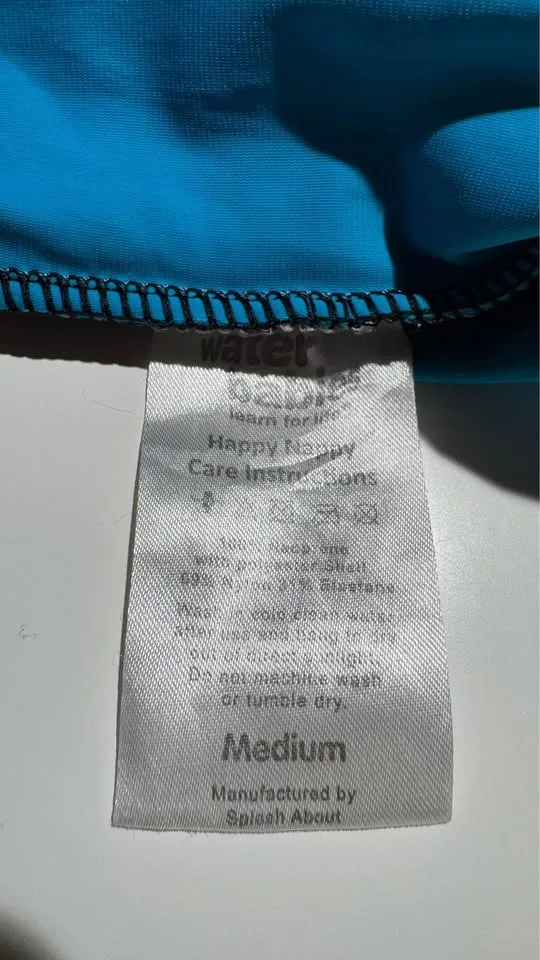 water
babies
learn for life
Happy Nappy
Care Instructions
100% Neoprene
with polyester Shell
69% Nylon 31% Elastane
Wash in cold clean water
after use and hang to dry
out of direct sunlight.
Do not machine wash
or tumble dry.
Medium
Manufactured by
Splash About